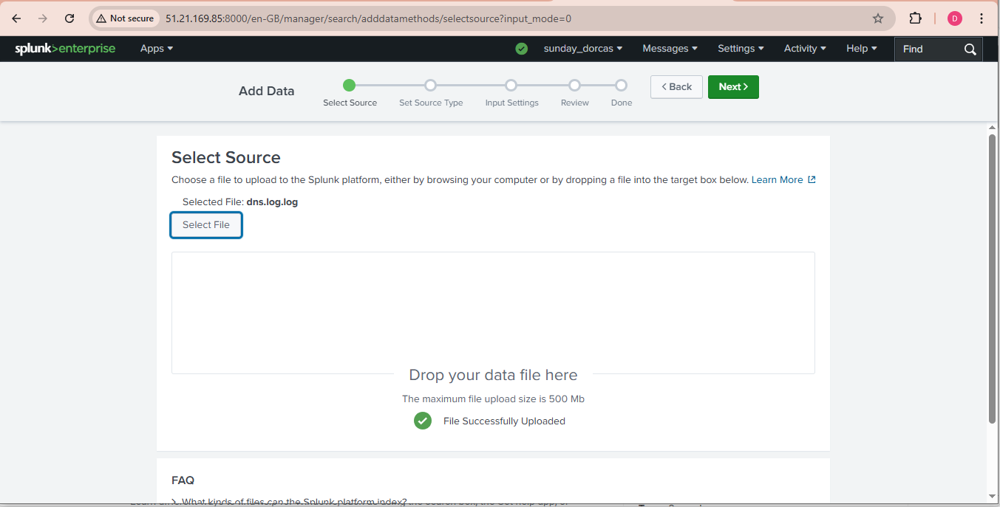 Not secure 51.21.169.85:8000/en-GB/manager/search/adddatamethods/selectsource?input_mode=0 D
splunk>enterprise Apps sunday_dorcas Messages Settings Activity Help Find
Add Data Select Source Set Source Type Input Settings Review Done < Back Next >
Select Source
Choose a file to upload to the Splunk platform, either by browsing your computer or by dropping a file into the target box below. Learn More
Selected File: dns.log.log
Select File
Drop your data file here
The maximum file upload size is 500 Mb
File Successfully Uploaded
FAQ
> What kinds of files can the Splunk platform index?